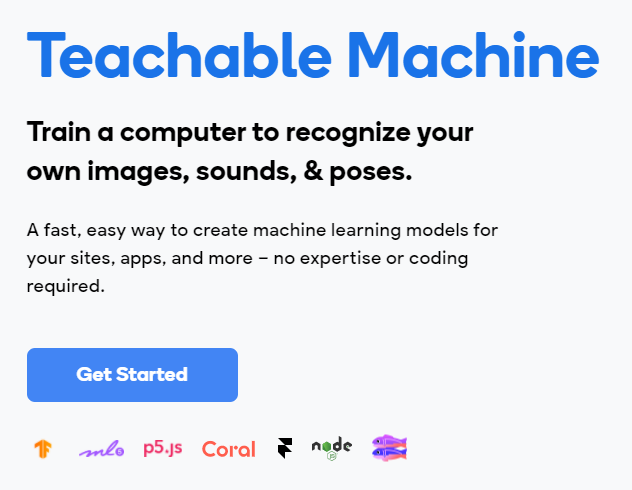 Teachable Machine
Train a computer to recognize your
own images, sounds, & poses.
A fast, easy way to create machine learning models for
your sites, apps, and more – no expertise or coding
required.
Get Started
ml5 p5.js Coral node JS